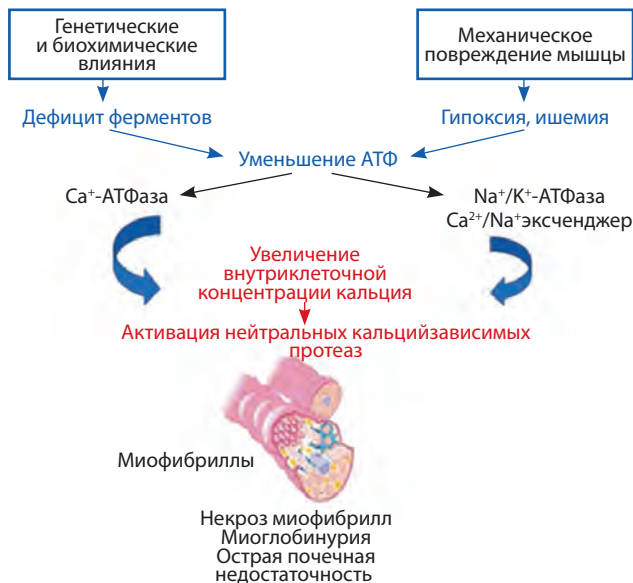 Генетические
и биохимические
влияния
Механическое
повреждение мышцы
Дефицит ферментов
Гипоксия, ишемия
Уменьшение АТФ
Ca⁺-АТФаза
Na⁺/K⁺-АТФаза
Ca²⁺/Na⁺эксченджер
Увеличение
внутриклеточной
концентрации кальция
Активация нейтральных кальцийзависимых
протеаз
Миофибриллы
Некроз миофибрилл
Миоглобинурия
Острая почечная
недостаточность